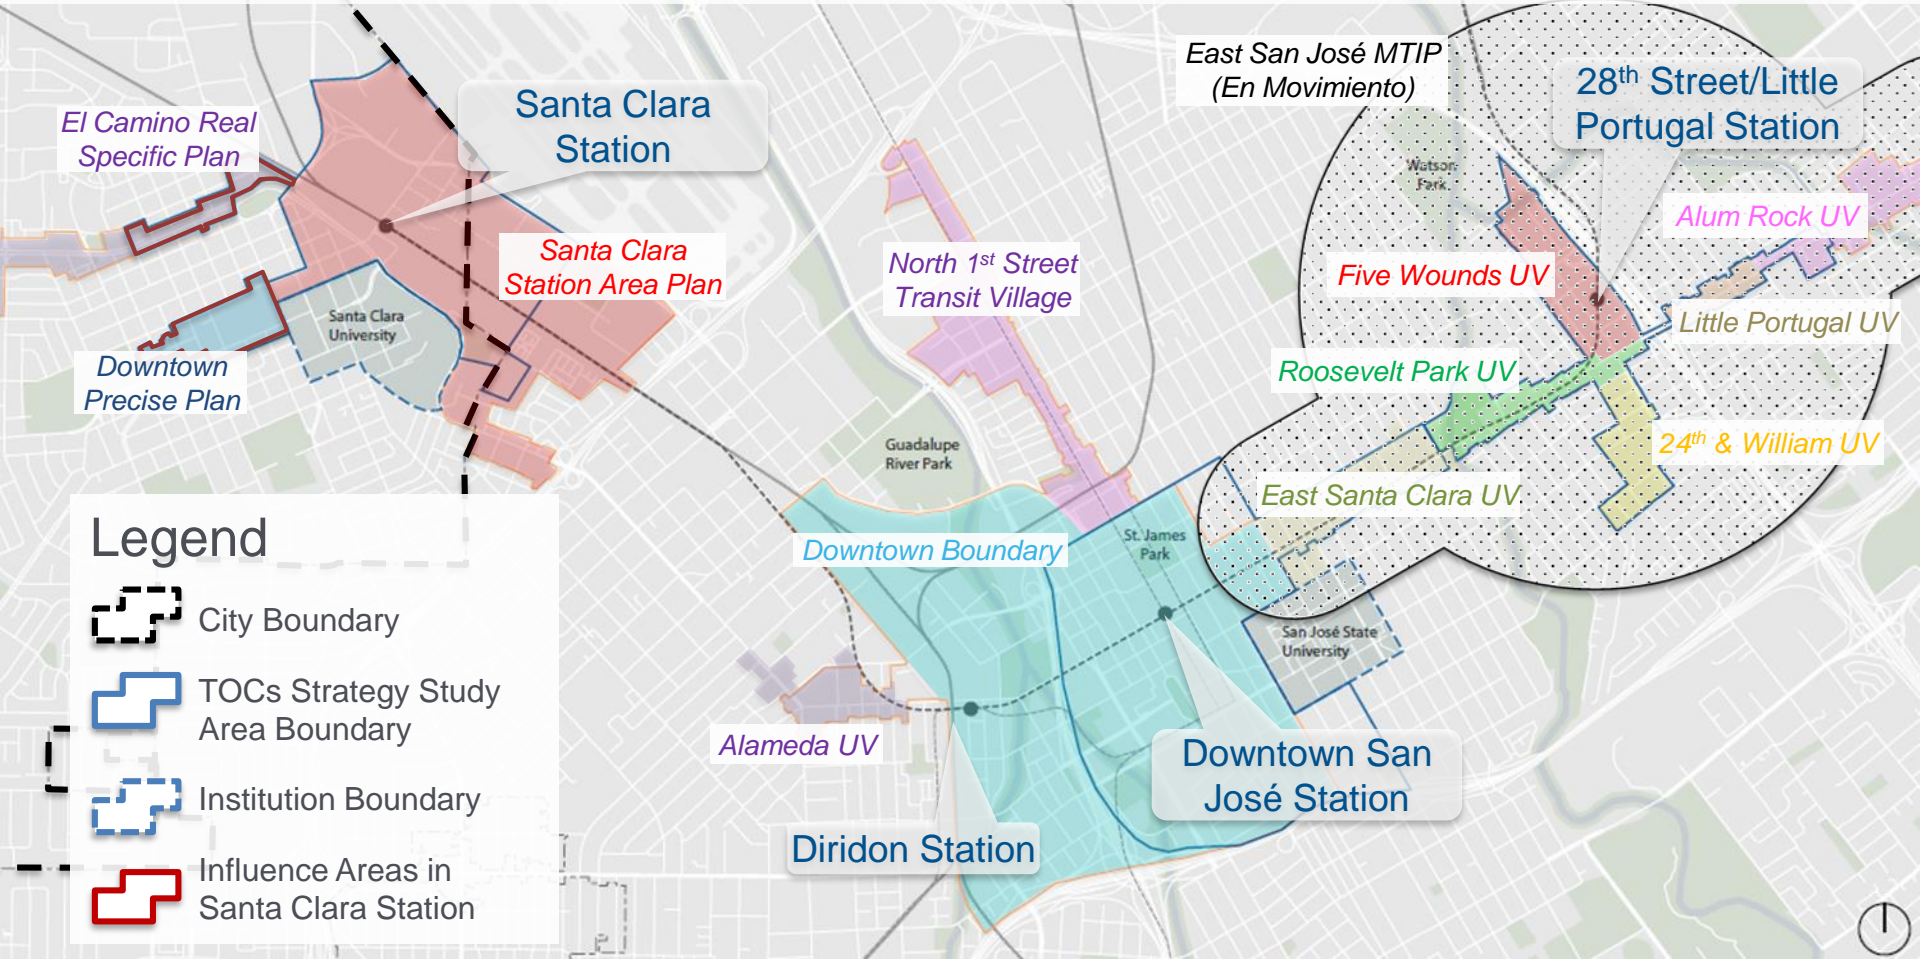 East San José MTIP
(En Movimiento)
28th Street/Little
Portugal Station
Santa Clara
Station
El Camino Real
Specific Plan
Watson
Park
Alum Rock UV
Santa Clara
Station Area Plan
North 1st Street
Transit Village
Five Wounds UV
Little Portugal UV
Santa Clara
University
Downtown
Precise Plan
Roosevelt Park UV
24th & William UV
Guadalupe
River Park
East Santa Clara UV
Downtown Boundary
St. James
Park
San José State
University
Alameda UV
Downtown San
José Station
Diridon Station
Legend
City Boundary
TOCs Strategy Study
Area Boundary
Institution Boundary
Influence Areas in
Santa Clara Station